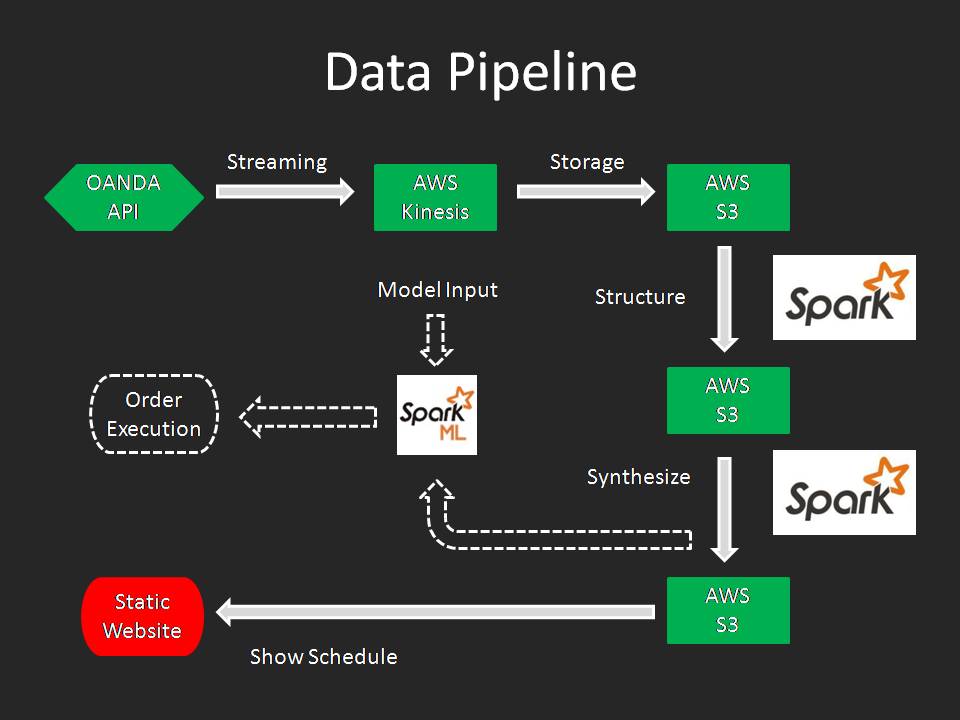 Data Pipeline
Streaming
Storage
OANDA
API
AWS
Kinesis
AWS
S3
Model Input
Structure
Spark
AWS
S3
Order
Execution
Spark
ML
Synthesize
Spark
Static
Website
AWS
S3
Show Schedule